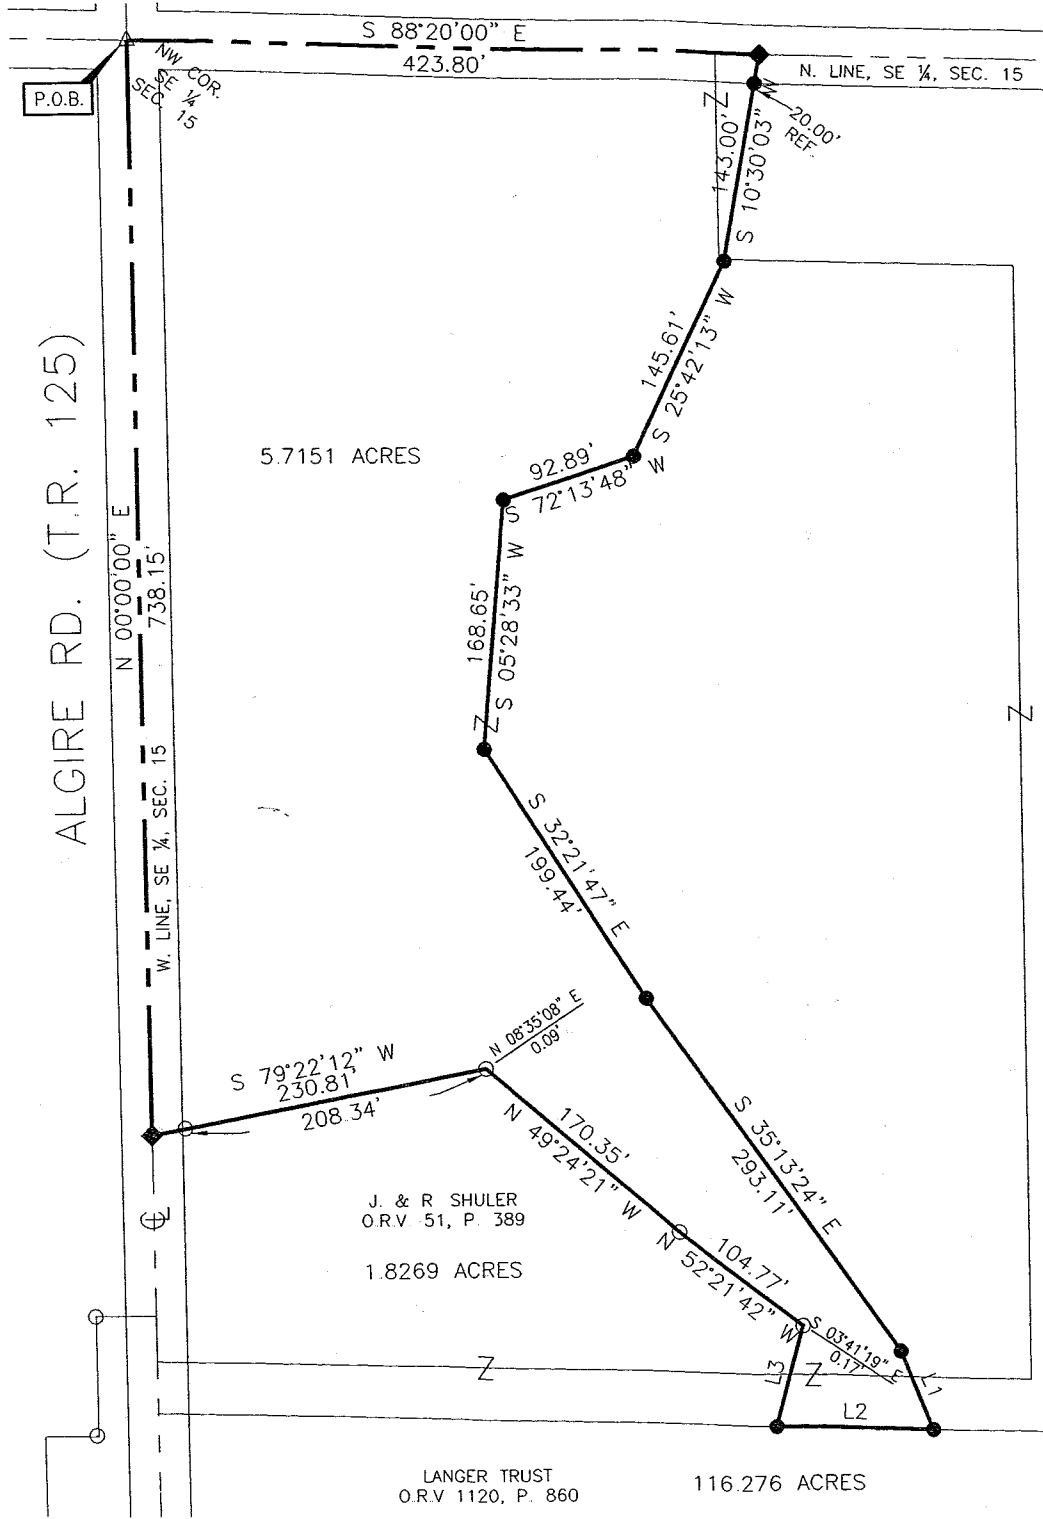 S 88°20'00" E
423.80'
P.O.B.
NW COR.
SE ¼
SEC. 15
N. LINE, SE ¼, SEC. 15
20.00'
REF.
143.00'
S 10°30'03" W
145.61'
S 25°42'13" W
5.7151 ACRES
92.89'
S 72°13'48" W
ALGIRE RD. (T.R. 125)
N 00°00'00" E
738.15'
168.65'
S 05°28'33" W
Z
Z
Z
W. LINE, SE ¼, SEC. 15
S 32°21'47" E
199.44'
N 08°35'08" E
0.09'
S 79°22'12" W
230.81'
208.34'
170.35'
N 49°24'21" W
S 35°13'24" E
293.11'
J. & R SHULER
O.R.V. 51, P. 389
1.8269 ACRES
104.77'
N 52°21'42" W
S 03°41'19" E
0.17'
Z
Z
L3
L1
L2
LANGER TRUST
O.R.V 1120, P. 860
116.276 ACRES